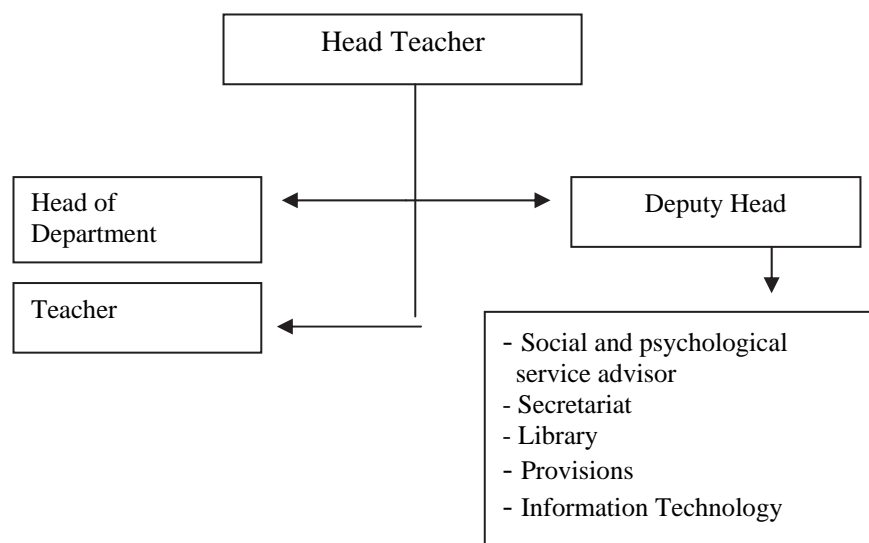 Head Teacher
Head of
Department
Deputy Head
Teacher
- Social and psychological
service advisor
- Secretariat
- Library
- Provisions
- Information Technology